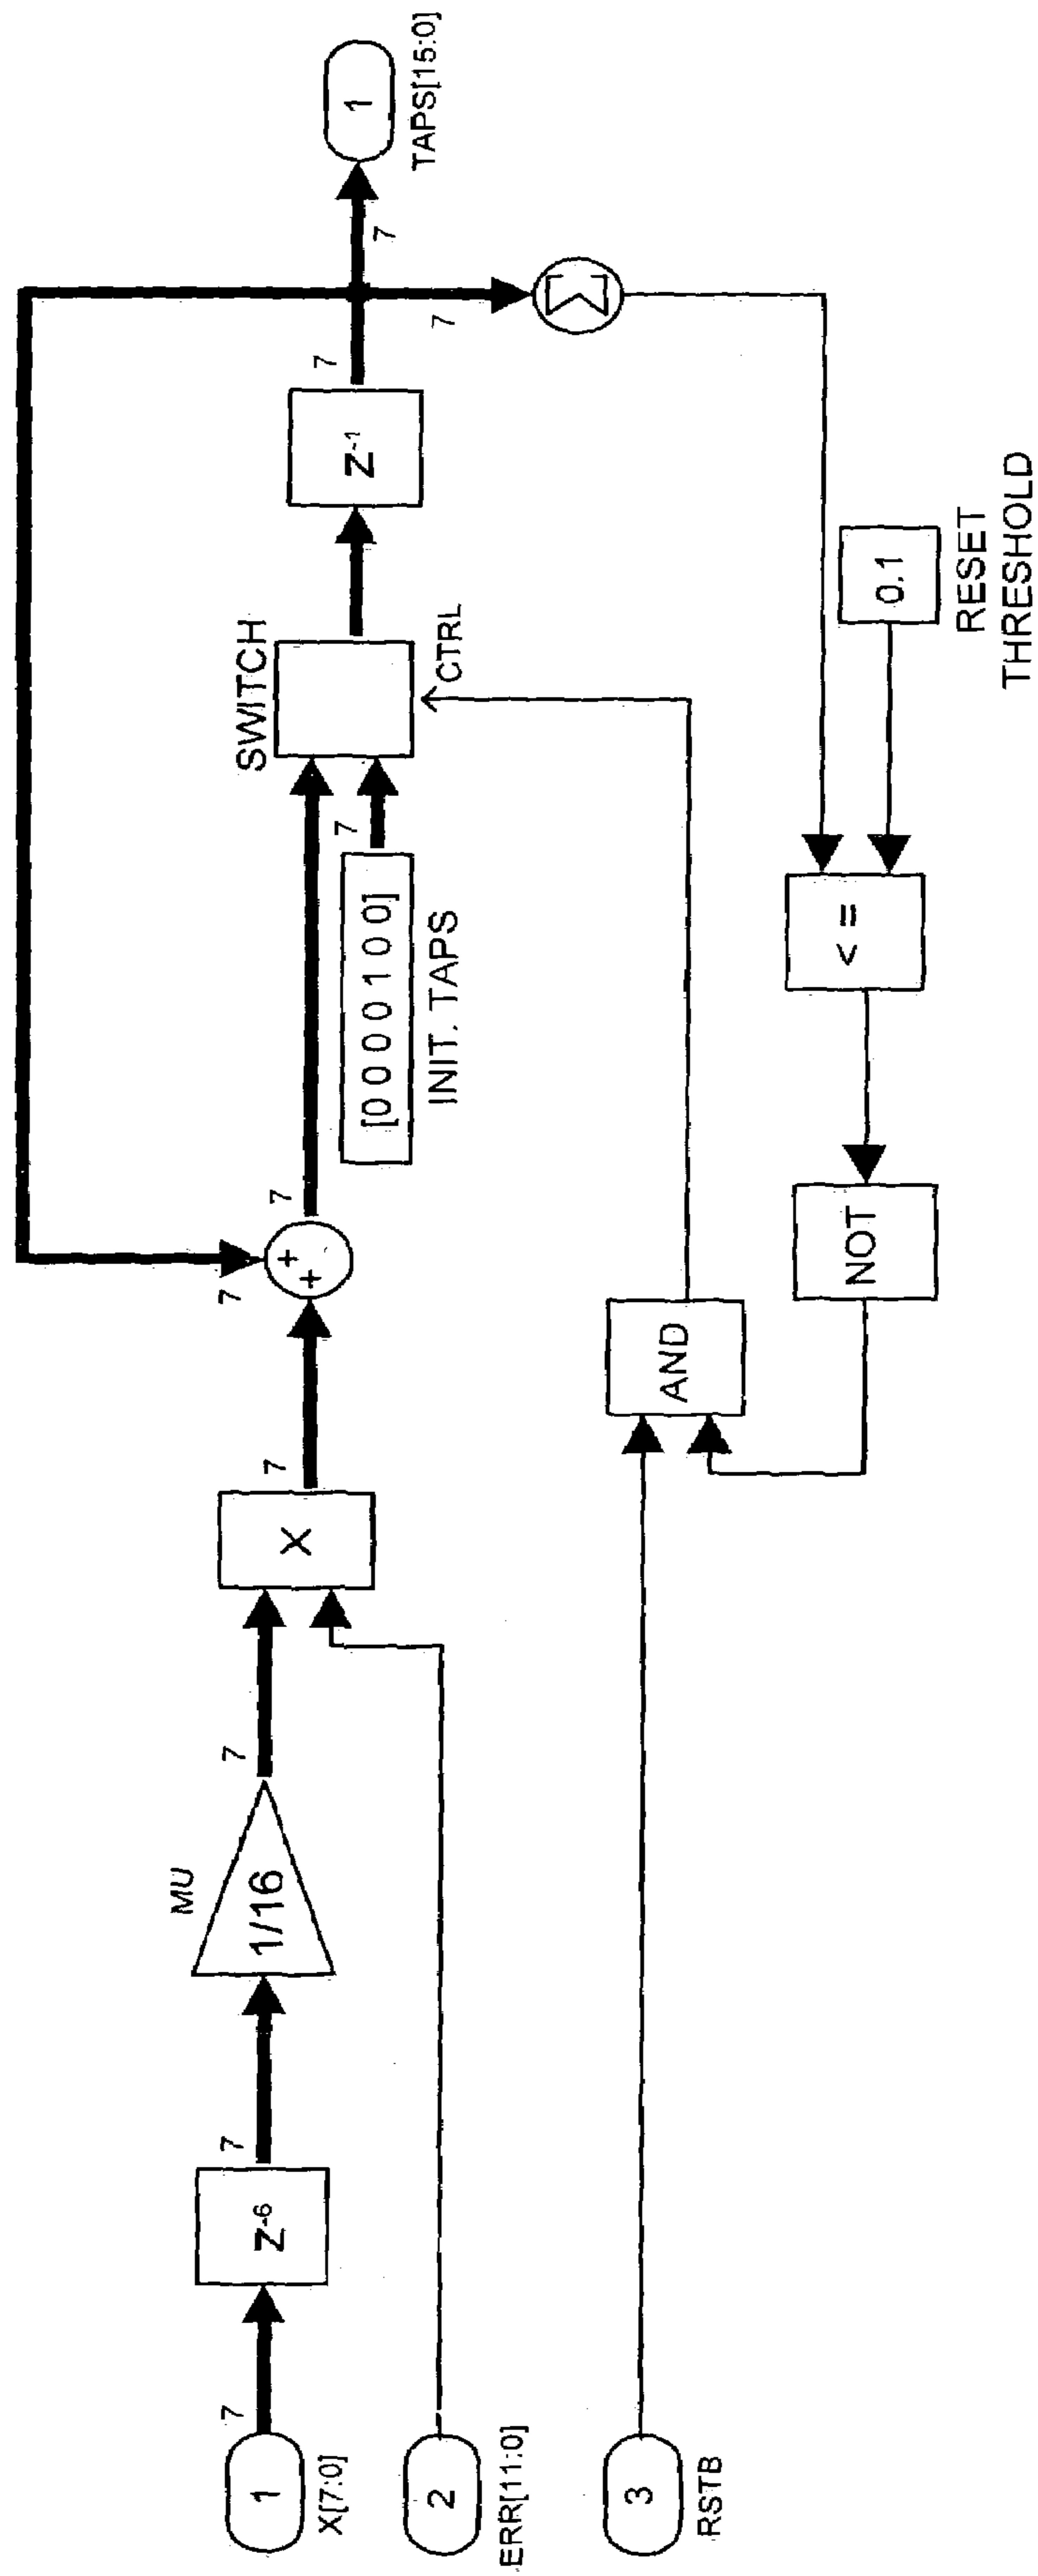 1
X[7:0]
7
Z-6
7
MU
1/16
7
X
7
7
+
+
7
[0 0 0 0 1 0 0]
INIT. TAPS
7
SWITCH
CTRL
Z-1
7
7
7
1
TAPS[15:0]
Σ
2
ERR[11:0]
3
RSTB
AND
NOT
< =
0.1
RESET
THRESHOLD